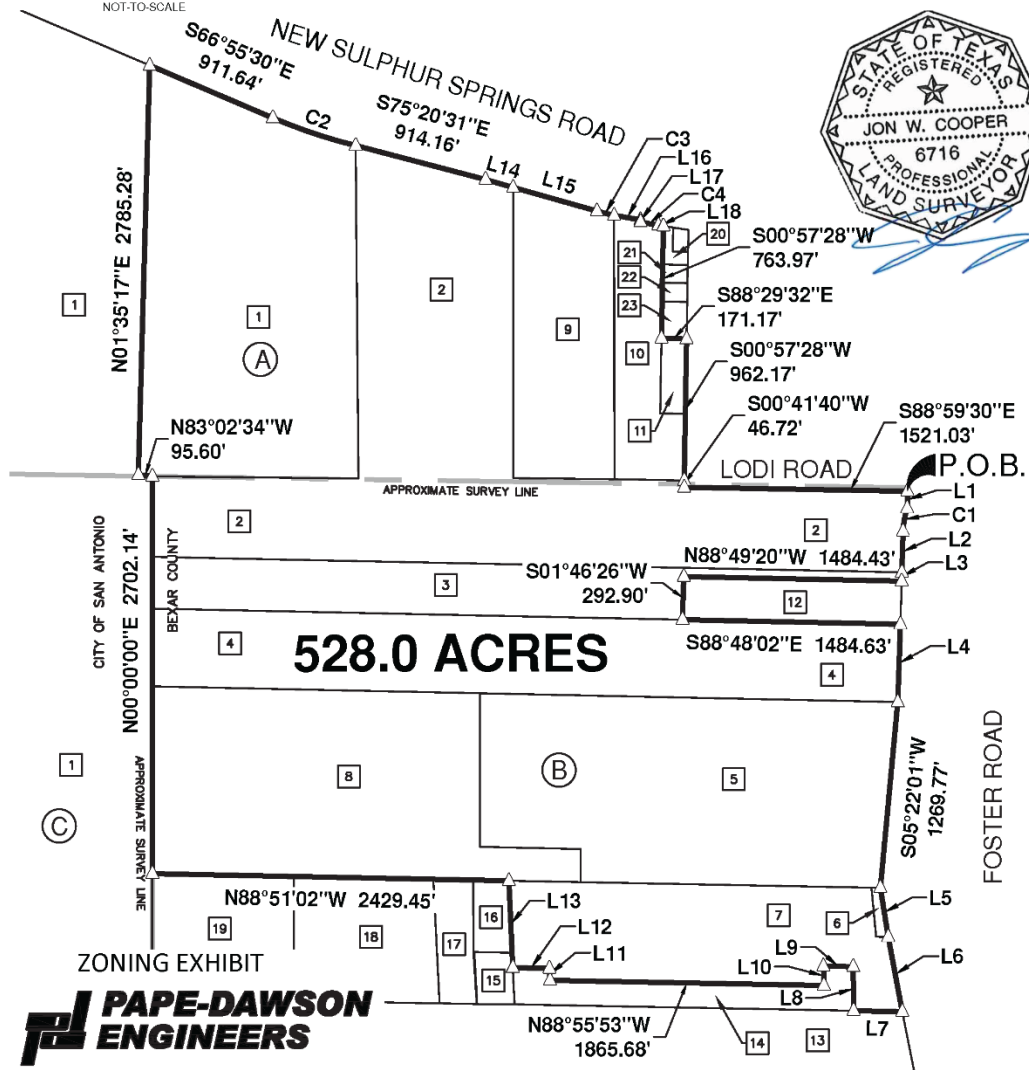 NOT-TO-SCALE
S66°55'30"E
911.64'
NEW SULPHUR SPRINGS ROAD
C2
S75°20'31"E
914.16'
L14
L15
C3
L16
L17
C4
L18
STATE OF TEXAS
REGISTERED
JON W. COOPER
6716
PROFESSIONAL
LAND SURVEYOR
20
S00°57'28"W
763.97'
21
22
23
S88°29'32"E
171.17'
S00°57'28"W
962.17'
S00°41'40"W
46.72'
S88°59'30"E
1521.03'
P.O.B.
LODI ROAD
N01°35'17"E 2785.28'
1
1
2
9
10
11
A
N83°02'34"W
95.60'
APPROXIMATE SURVEY LINE
L1
C1
L2
L3
2
2
N88°49'20"W 1484.43'
S01°46'26"W
292.90'
3
12
S88°48'02"E 1484.63'
L4
4
4
528.0 ACRES
CITY OF SAN ANTONIO
N00°00'00"E 2702.14'
BEXAR COUNTY
APPROXIMATE SURVEY LINE
1
C
8
B
5
S05°22'01"W
1269.77'
FOSTER ROAD
N88°51'02"W 2429.45'
L13
L12
L11
L10
L9
L8
L7
L6
L5
6
7
16
15
17
18
19
N88°55'53"W
1865.68'
14
13
ZONING EXHIBIT
PAPE-DAWSON
ENGINEERS